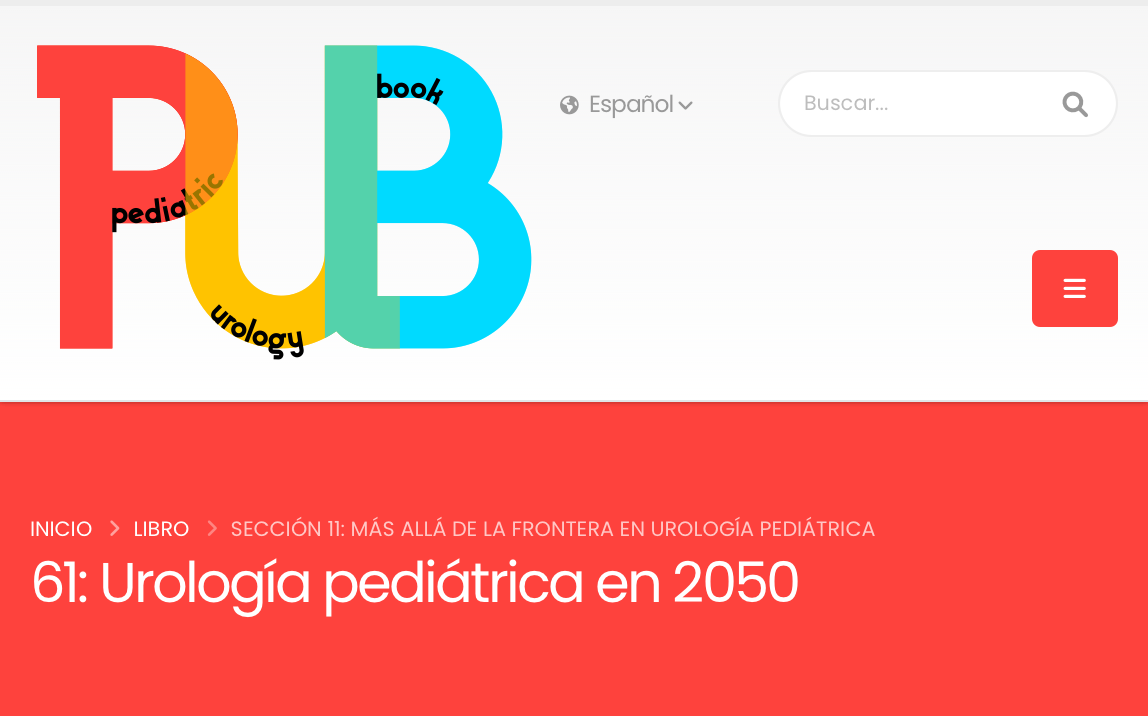 book
Español
Buscar...
pediatric
urology
INICIO LIBRO SECCIÓN 11: MÁS ALLÁ DE LA FRONTERA EN UROLOGÍA PEDIÁTRICA
61: Urología pediátrica en 2050